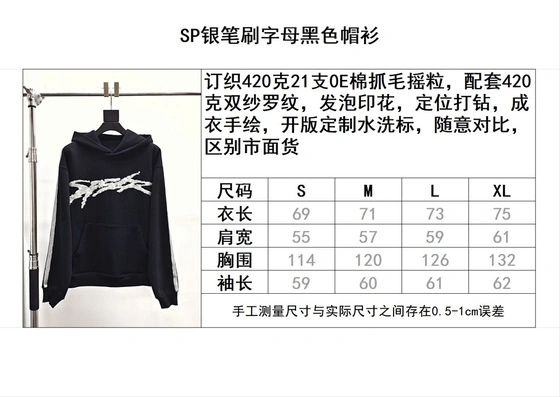 SP银笔刷字母黑色帽衫
订织420克21支OE棉抓毛摇粒，配套420
克双纱罗纹，发泡印花，定位打钻，成
衣手绘，开版定制水洗标，随意对比，
区别市面货
尺码 S M L XL
衣长 69 71 73 75
肩宽 55 57 59 61
胸围 114 120 126 132
袖长 59 60 61 62
手工测量尺寸与实际尺寸之间存在0.5-1cm误差